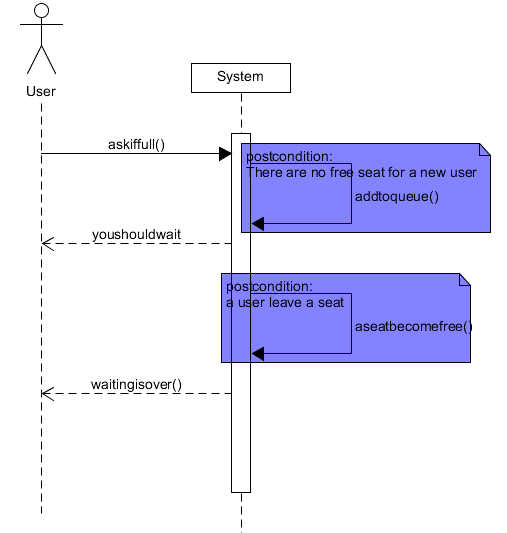 User
System
askiffull()
postcondition:
There are no free seat for a new user
addtoqueue()
youshouldwait
postcondition:
a user leave a seat
aseatbecomefree()
waitingisover()